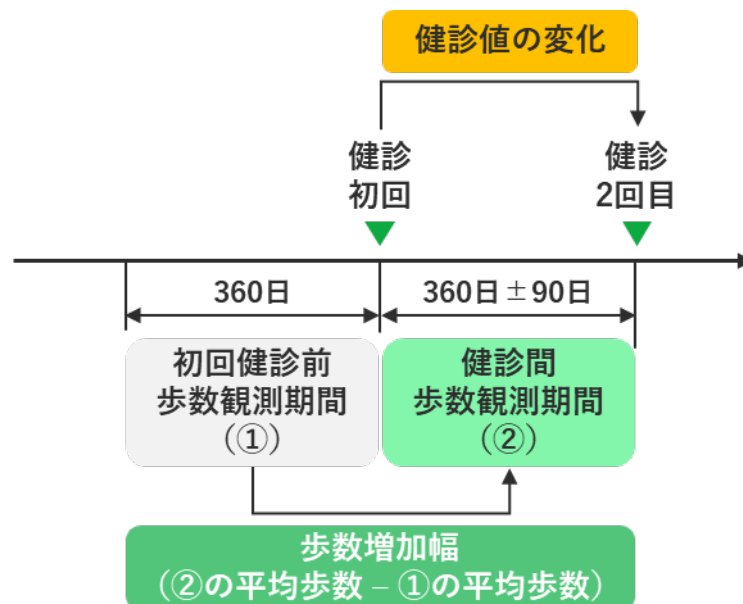 健診値の変化
健診
初回
健診
2回目
360日
360日±90日
初回健診前
歩数観測期間
（①）
健診間
歩数観測期間
（②）
歩数増加幅
（②の平均歩数 – ①の平均歩数）